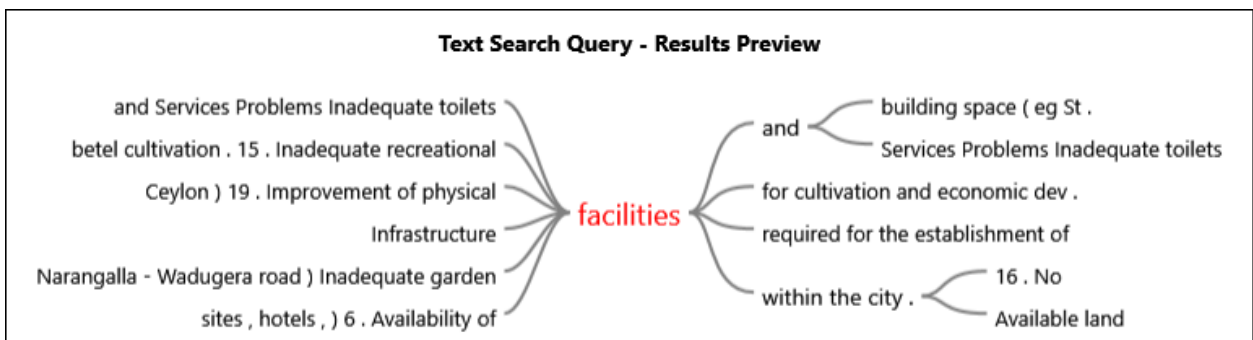 Text Search Query - Results Preview
and Services Problems Inadequate toilets
betel cultivation . 15 . Inadequate recreational
Ceylon ) 19 . Improvement of physical
Infrastructure
Narangalla - Wadugera road ) Inadequate garden
sites , hotels , ) 6 . Availability of
facilities
and
building space ( eg St .
Services Problems Inadequate toilets
for cultivation and economic dev .
required for the establishment of
within the city .
16 . No
Available land